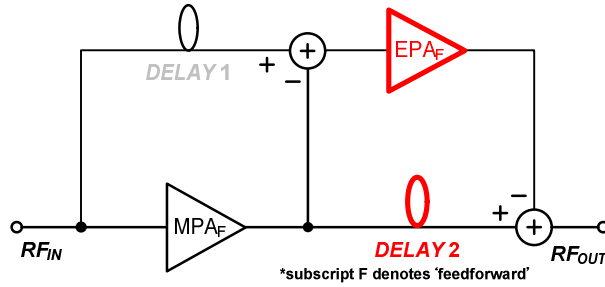 EPAF
+
+
−
DELAY 1
MPAF
−
+
+
RFIN
DELAY 2
RFOUT
*subscript F denotes ‘feedforward’